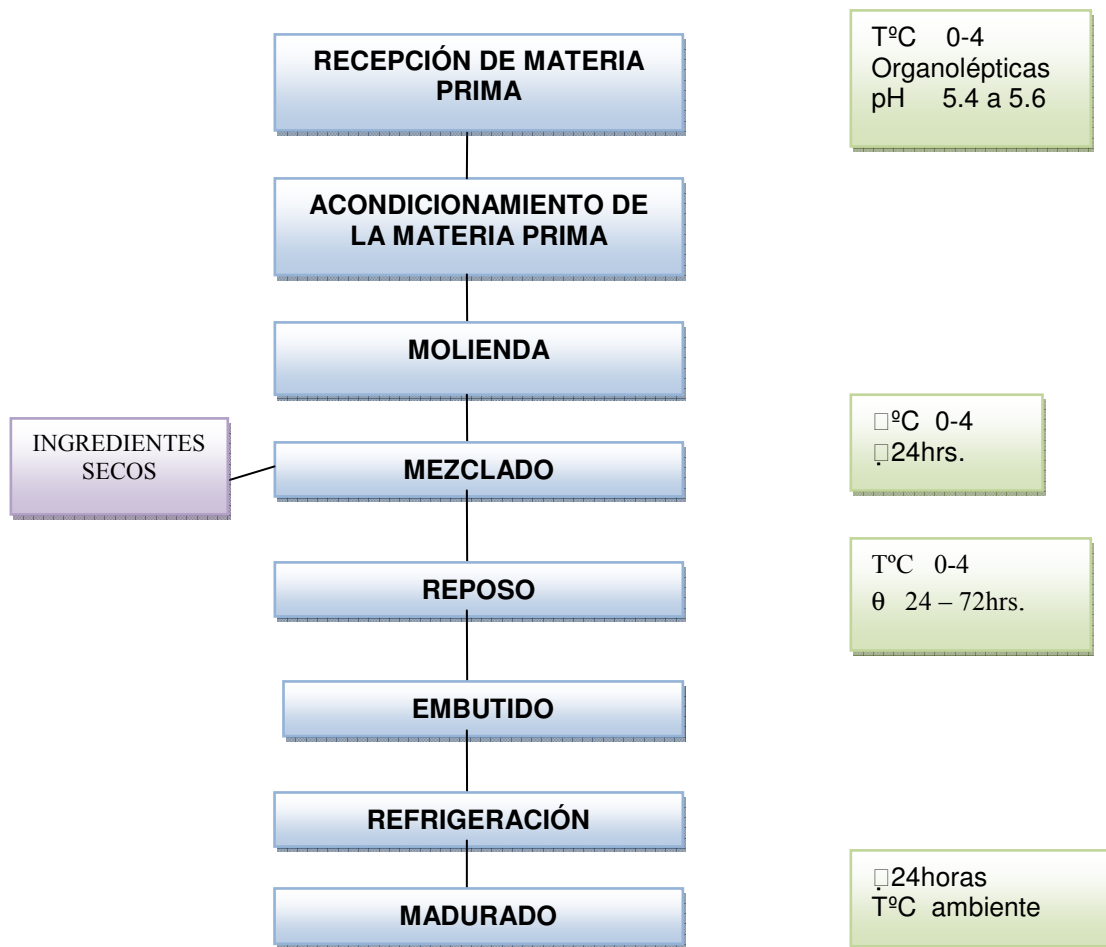 RECEPCIÓN DE MATERIA
PRIMA
TºC 0-4
Organolépticas
pH 5.4 a 5.6
ACONDICIONAMIENTO DE
LA MATERIA PRIMA
MOLIENDA
INGREDIENTES
SECOS
MEZCLADO
□ºC 0-4
□24hrs.
REPOSO
TºC 0-4
θ 24 – 72hrs.
EMBUTIDO
REFRIGERACIÓN
MADURADO
□24horas
TºC ambiente